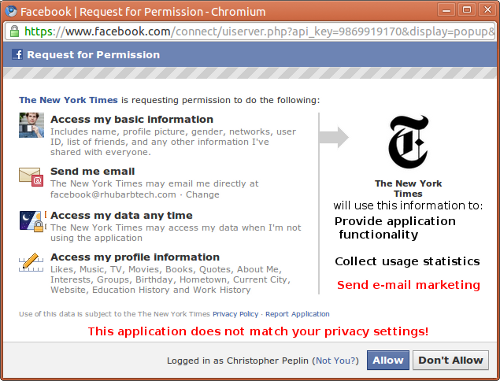 Facebook | Request for Permission - Chromium
https://www.facebook.com/connect/uiserver.php?api_key=9869919170&display=popup&
Request for Permission
The New York Times is requesting permission to do the following:
Access my basic information
Includes name, profile picture, gender, networks, user
ID, list of friends, and any other information I've
shared with everyone.
Send me email
The New York Times may email me directly at
facebook@rhubarbtech.com · Change
Access my data any time
The New York Times may access my data when I'm not
using the application
Access my profile information
Likes, Music, TV, Movies, Books, Quotes, About Me,
Interests, Groups, Birthday, Hometown, Current City,
Website, Education History and Work History
T
The New York
Times
will use this information to:
Provide application
functionality
Collect usage statistics
Send e-mail marketing
Use of this data is subject to the The New York Times Privacy Policy · Report Application
This application does not match your privacy settings!
Logged in as Christopher Peplin (Not You?)
Allow
Don't Allow